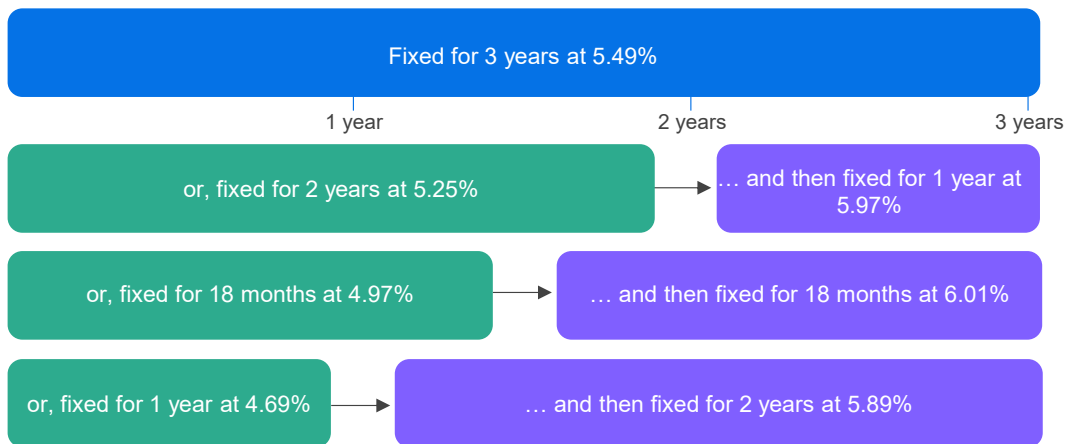 Fixed for 3 years at 5.49%
1 year
2 years
3 years
or, fixed for 2 years at 5.25%
… and then fixed for 1 year at
5.97%
or, fixed for 18 months at 4.97%
… and then fixed for 18 months at 6.01%
or, fixed for 1 year at 4.69%
… and then fixed for 2 years at 5.89%